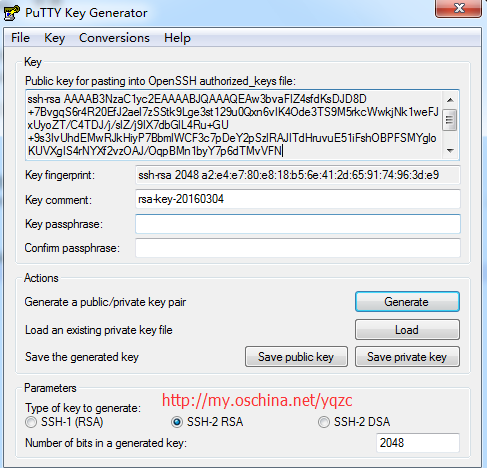 PuTTY Key Generator
File Key Conversions Help
Key
Public key for pasting into OpenSSH authorized_keys file:
ssh-rsa AAAAB3NzaC1yc2EAAAABJQAAAQEAw3bvaFIZ4sfdKsDJD8D
+7BvgqS6r4R20EfJ2ael7zSStk9Lge3st129u0Qxn6vIK4Ode3TS9M5rkcWwkjNk1weFJ
xUyoZT/C4TDJ/j/slZ/j9IX7dbGlL4Ru+GU
+9s3lvUhdEMwRJkHiyP7BbmIWCF3c7pDeY2pSzlRAJITdHruvuE51iFshOBPFSMYglo
KUVXglS4rNYXf2vzOAJ/OqpBMn1byY7p6dTMvVFN
Key fingerprint: ssh-rsa 2048 a2:e4:e7:80:e8:18:b5:6e:41:2d:65:91:74:96:3d:e9
Key comment: rsa-key-20160304
Key passphrase:
Confirm passphrase:
Actions
Generate a public/private key pair Generate
Load an existing private key file Load
Save the generated key Save public key Save private key
Parameters
http://my.oschina.net/yqzc
Type of key to generate:
SSH-1 (RSA) SSH-2 RSA SSH-2 DSA
Number of bits in a generated key: 2048